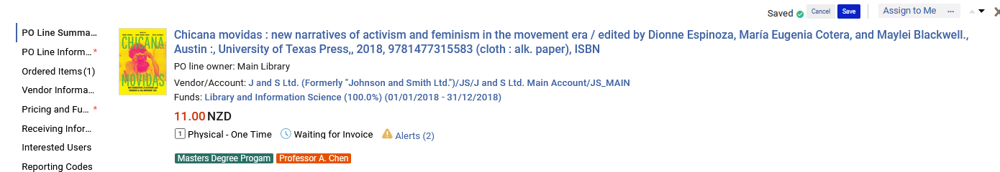 Saved Cancel Save Assign to Me ...
PO Line Summa...
PO Line Inform... *
Ordered Items (1)
Vendor Informa...
Pricing and Fu... *
Receiving Infor...
Interested Users
Reporting Codes
CHICANA
MOVIDAS
Chicana movidas : new narratives of activism and feminism in the movement era / edited by Dionne Espinoza, María Eugenia Cotera, and Maylei Blackwell.,
Austin :, University of Texas Press,, 2018, 9781477315583 (cloth : alk. paper), ISBN
PO line owner: Main Library
Vendor/Account: J and S Ltd. (Formerly "Johnson and Smith Ltd.")/JS/J and S Ltd. Main Account/JS_MAIN
Funds: Library and Information Science (100.0%) (01/01/2018 - 31/12/2018)
11.00 NZD
1 Physical - One Time Waiting for Invoice Alerts (2)
Masters Degree Progam Professor A. Chen